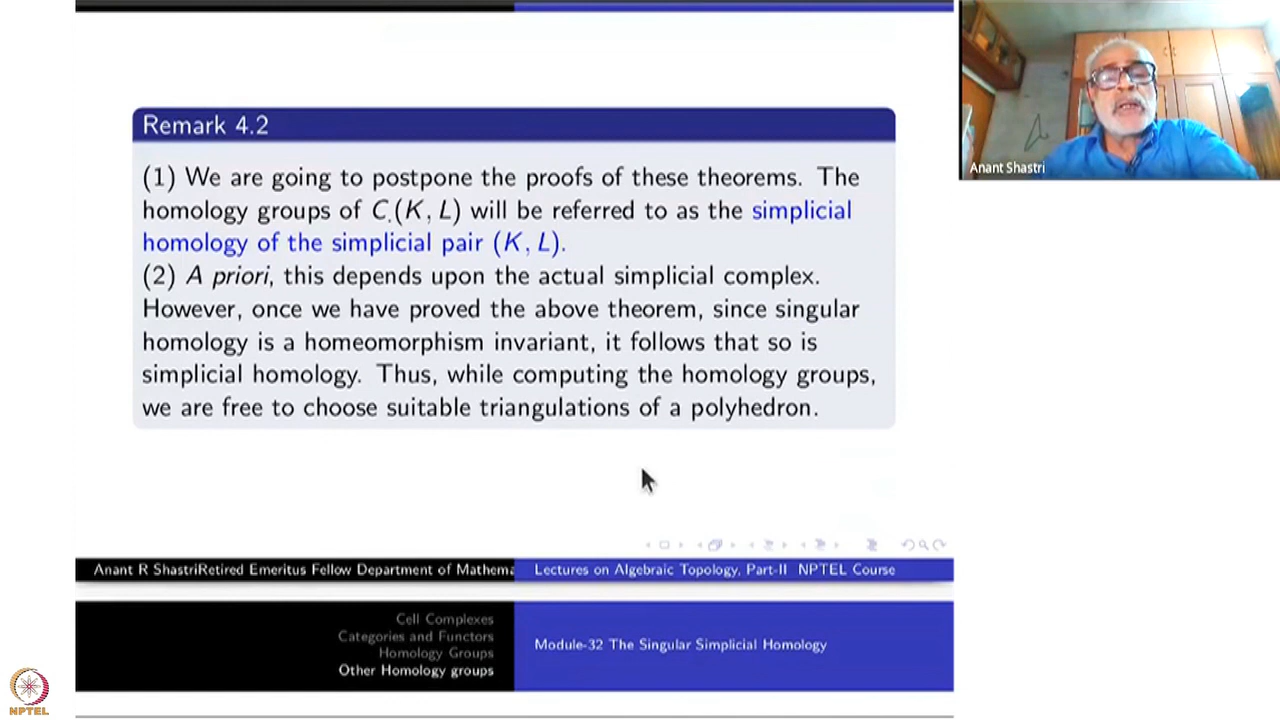 Remark 4.2
(1) We are going to postpone the proofs of these theorems. The
homology groups of C.(K, L) will be referred to as the simplicial
homology of the simplicial pair (K, L).
(2) A priori, this depends upon the actual simplicial complex.
However, once we have proved the above theorem, since singular
homology is a homeomorphism invariant, it follows that so is
simplicial homology. Thus, while computing the homology groups,
we are free to choose suitable triangulations of a polyhedron.
Anant Shastri
Anant R ShastriRetired Emeritus Fellow Department of Mathema
Lectures on Algebraic Topology, Part-II NPTEL Course
Cell Complexes
Categories and Functors
Homology Groups
Other Homology groups
Module-32 The Singular Simplicial Homology
NPTEL